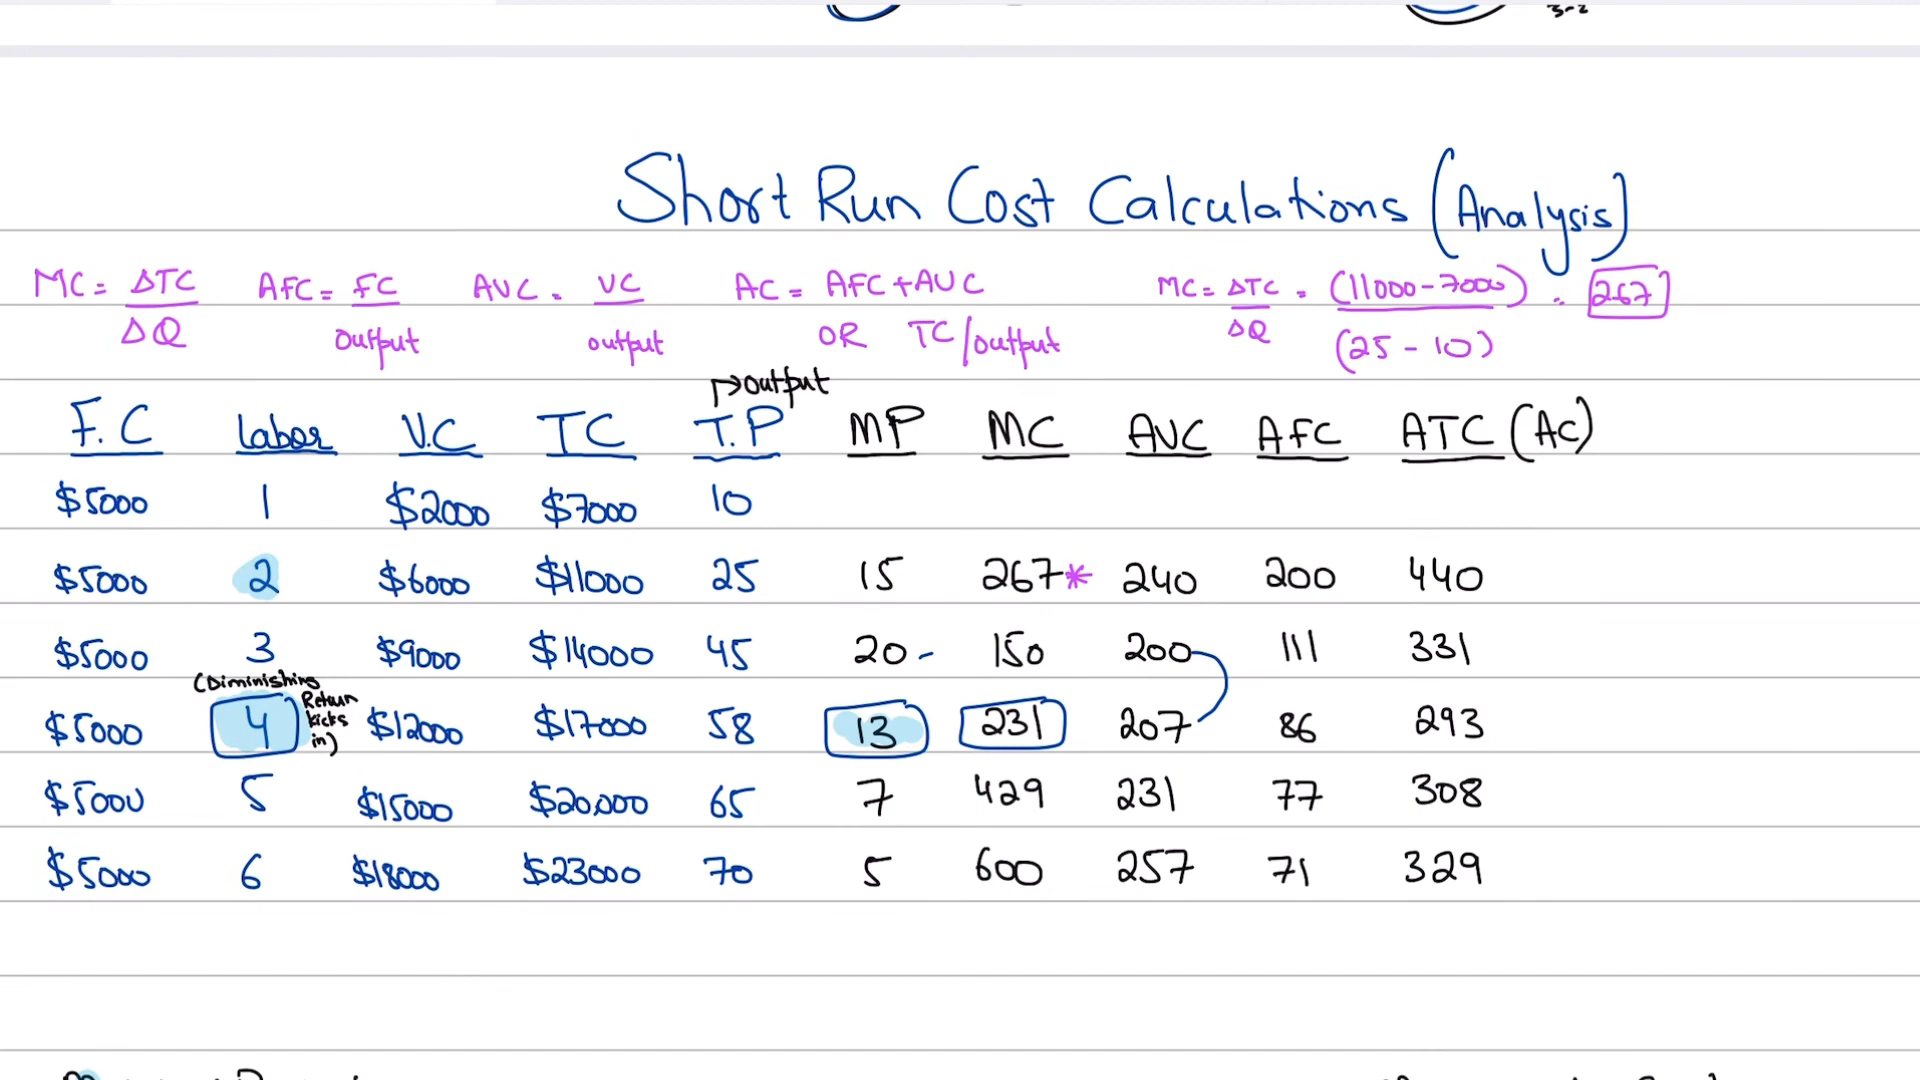 3-2
Short Run Cost Calculations (Analysis)
MC = ΔTC / ΔQ AFC = FC / output AVC = VC / output AC = AFC + AVC OR TC/output MC = ΔTC / ΔQ = (11000-7000) / (25-10) = 267
→ output
F.C labor V.C TC T.P MP MC AVC AFC ATC (AC)
$5000 1 $2000 $7000 10
$5000 2 $6000 $11000 25 15 267* 240 200 440
$5000 3 $9000 $14000 45 20 - 150 200 111 331
(Diminishing Return kicks in)
$5000 4 $12000 $17000 58 13 231 207 86 293
$5000 5 $15000 $20,000 65 7 429 231 77 308
$5000 6 $18000 $23000 70 5 600 257 71 329